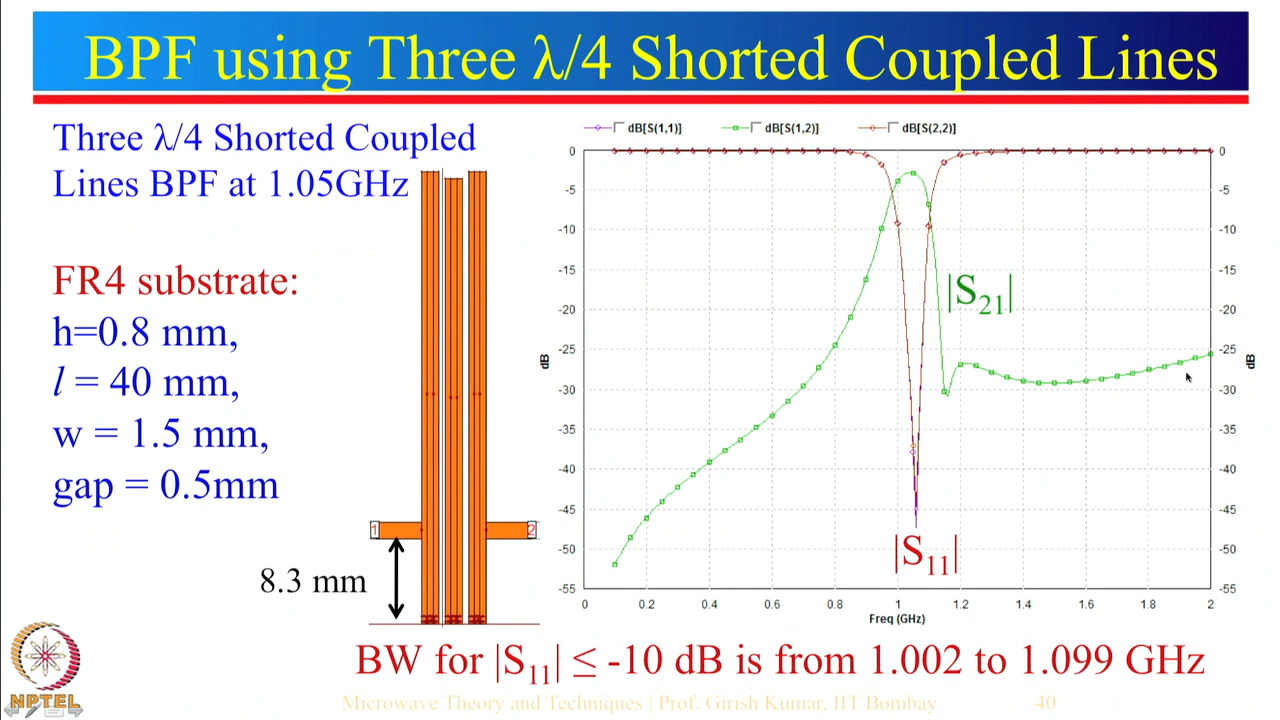 BPF using Three λ/4 Shorted Coupled Lines
Three λ/4 Shorted Coupled
Lines BPF at 1.05GHz
FR4 substrate:
h=0.8 mm,
l = 40 mm,
w = 1.5 mm,
gap = 0.5mm
1
2
8.3 mm
dB[S(1,1)]
dB[S(1,2)]
dB[S(2,2)]
0
-5
-10
-15
-20
-25
-30
-35
-40
-45
-50
-55
dB
0
-5
-10
-15
-20
-25
-30
-35
-40
-45
-50
-55
dB
|S21|
|S11|
0 0.2 0.4 0.6 0.8 1 1.2 1.4 1.6 1.8 2
Freq (GHz)
BW for |S11| ≤ -10 dB is from 1.002 to 1.099 GHz
NPTEL
Microwave Theory and Techniques | Prof. Girish Kumar, IIT Bombay 40